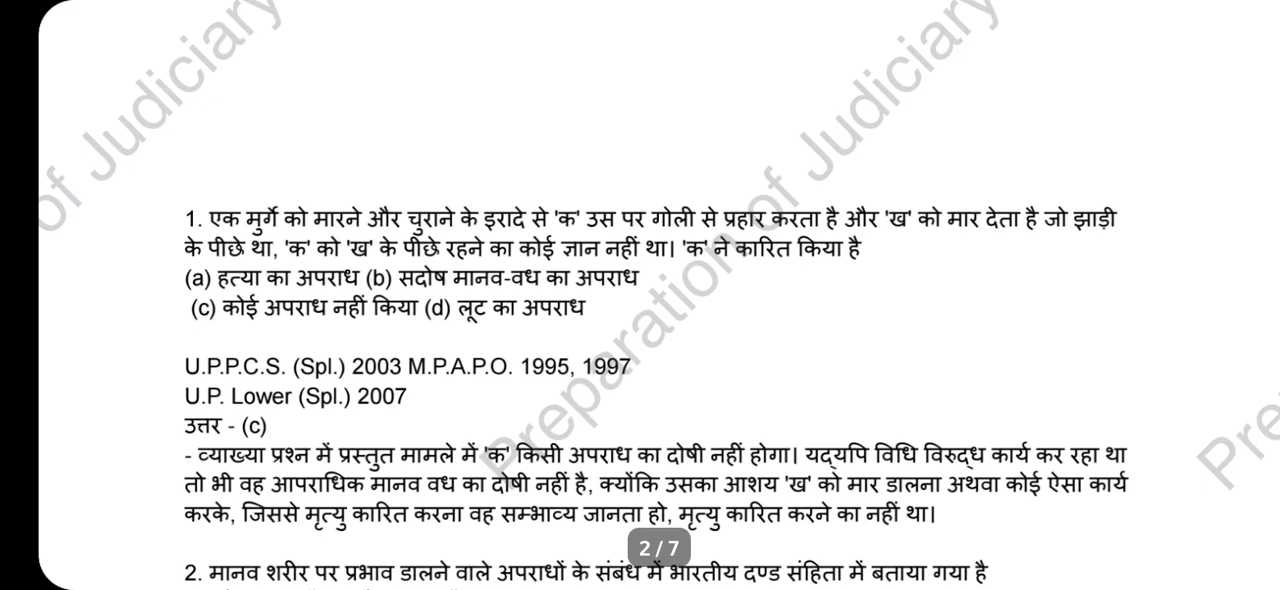 of Judiciary
Preparation of Judiciary
Pre
1. एक मुर्गे को मारने और चुराने के इरादे से 'क' उस पर गोली से प्रहार करता है और 'ख' को मार देता है जो झाड़ी
के पीछे था, 'क' को 'ख' के पीछे रहने का कोई ज्ञान नहीं था। 'क' ने कारित किया है
(a) हत्या का अपराध (b) सदोष मानव-वध का अपराध
(c) कोई अपराध नहीं किया (d) लूट का अपराध
U.P.P.C.S. (Spl.) 2003 M.P.A.P.O. 1995, 1997
U.P. Lower (Spl.) 2007
उत्तर - (c)
- व्याख्या प्रश्न में प्रस्तुत मामले में 'क' किसी अपराध का दोषी नहीं होगा। यद्यपि विधि विरुद्ध कार्य कर रहा था
तो भी वह आपराधिक मानव वध का दोषी नहीं है, क्योंकि उसका आशय 'ख' को मार डालना अथवा कोई ऐसा कार्य
करके, जिससे मृत्यु कारित करना वह सम्भाव्य जानता हो, मृत्यु कारित करने का नहीं था।
2/7
2. मानव शरीर पर प्रभाव डालने वाले अपराधों के संबंध में भारतीय दण्ड संहिता में बताया गया है